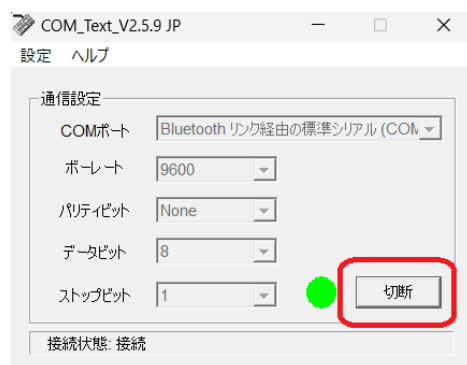 COM_Text_V2.5.9 JP
設定 ヘルプ
通信設定
COMポート Bluetooth リンク経由の標準シリアル (COM
ボーレート 9600
パリティビット None
データビット 8
ストップビット 1 切断
接続状態: 接続